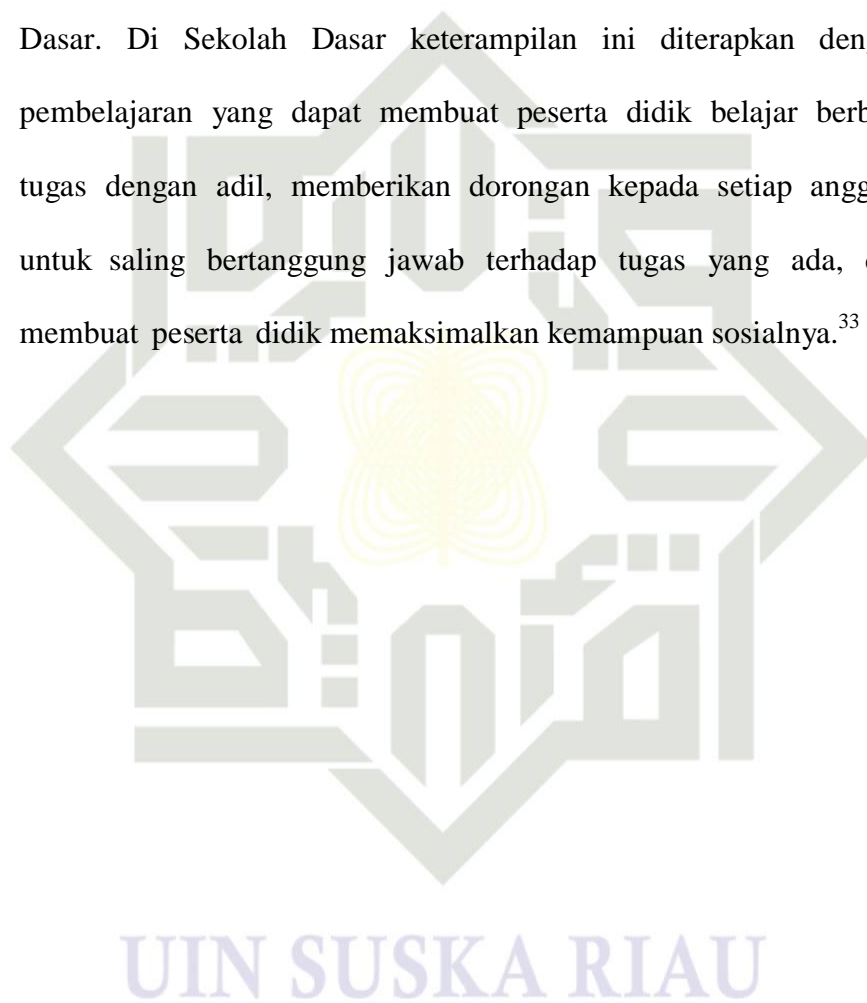 Dasar. Di Sekolah Dasar keterampilan ini diterapkan
pembelajaran yang dapat membuat peserta didik belajar
tugas dengan adil, memberikan dorongan kepada setiap
untuk saling bertanggung jawab terhadap tugas yang ada,
membuat peserta didik memaksimalkan kemampuan sosialnya.33
UIN SUSKA RIAU